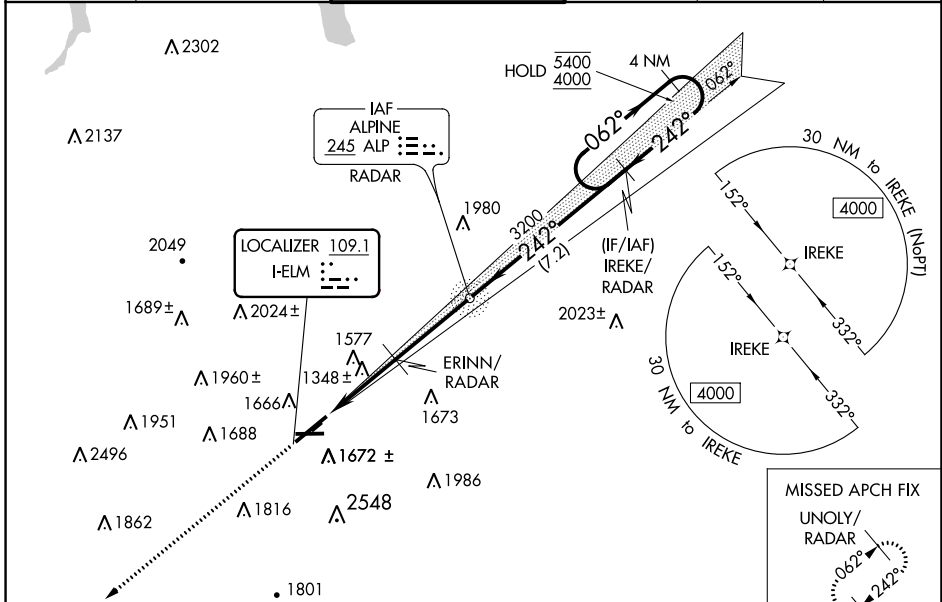 2302
HOLD
5400
4000
4 NM
062°
062°
242°
2137
IAF
ALPINE
245 ALP
RADAR
30 NM to IREKE (NoPT)
152°
4000
1980
3200
242°
(7.2)
(IF/IAF)
IREKE/
RADAR
IREKE
332°
2049
LOCALIZER 109.1
I-ELM
152°
1689 ±
2024 ±
2023 ±
IREKE
1577
1348 ±
ERINN/
RADAR
332°
30 NM to IREKE
4000
1960 ±
1666
1673
1951
1688
2496
1672 ±
1986
1816
2548
1862
1801
MISSED APCH FIX
UNOLY/
RADAR
062°
242°